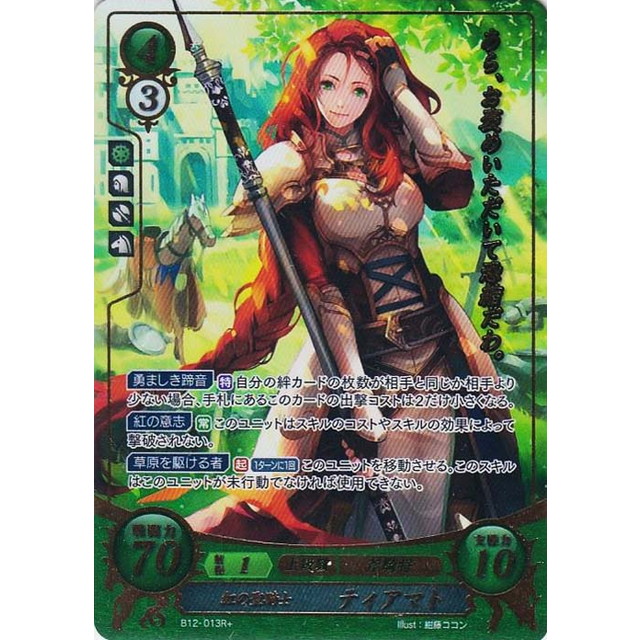 4
3
あら、お褒めいただいて恐縮だわ。
勇ましき蹄音 特 自分の絆カードの枚数が相手と同じか相手より
少ない場合、手札にあるこのカードの出撃コストは2だけ小さくなる。
紅の意志 常 このユニットはスキルのコストやスキルの効果によって
撃破されない。
草原を駆ける者 起 1ターンに1回 このユニットを移動させる。このスキル
はこのユニットが未行動でなければ使用できない。
戦闘力
70
射程 1
上級職
支援力
10
紅の聖騎士 ティアマト
B12-013R+
Illust:紺藤ココン